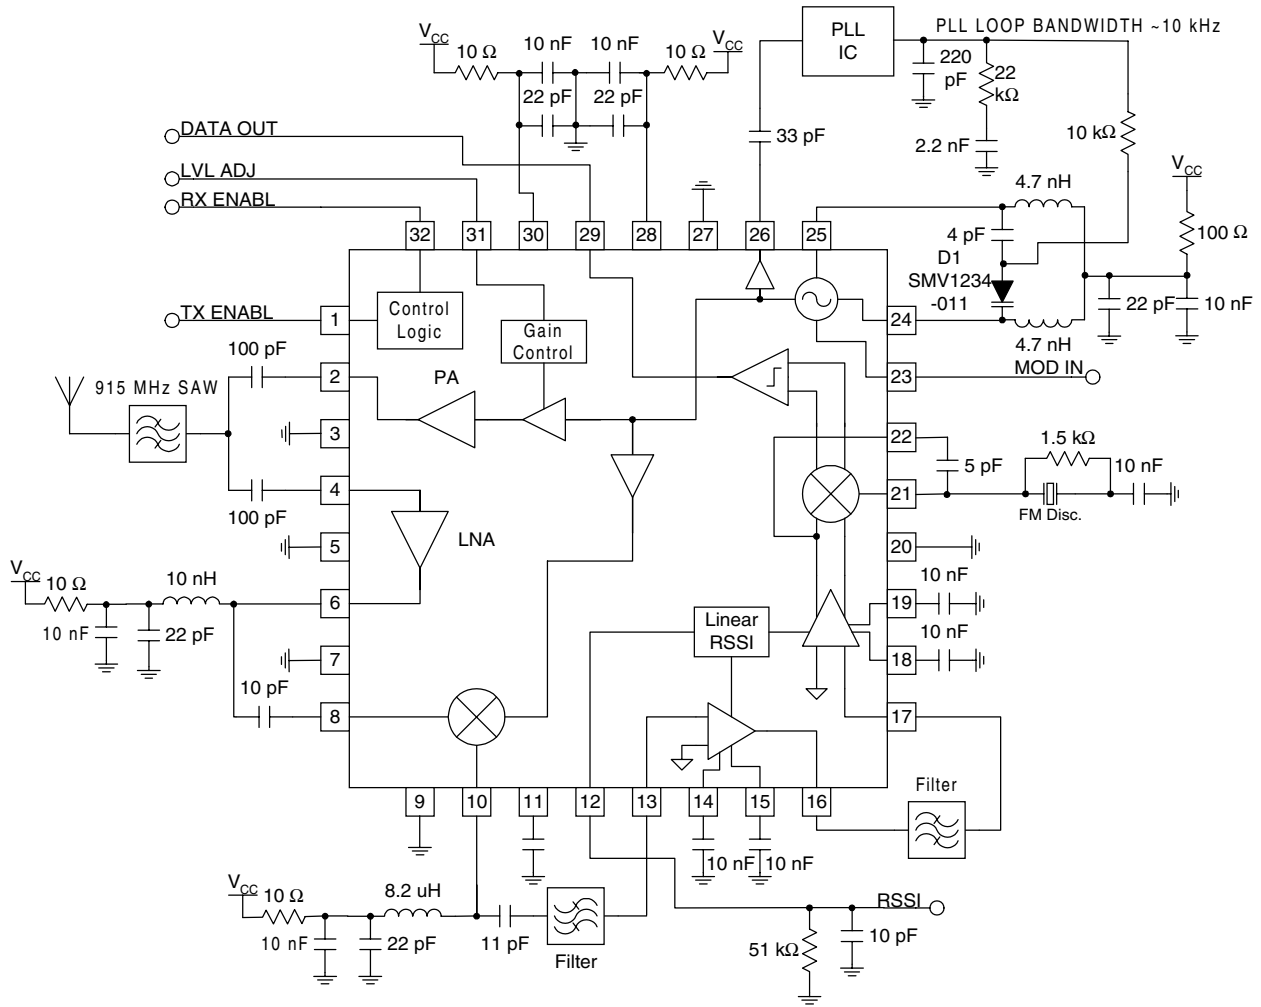 PLL LOOP BANDWIDTH ~10 kHz
PLL
IC
VCC
10 Ω
10 nF
10 nF
10 Ω
VCC
22 pF
22 pF
220
pF
22
kΩ
2.2 nF
33 pF
10 kΩ
VCC
100 Ω
DATA OUT
LVL ADJ
RX ENABL
4.7 nH
4 pF
D1
SMV1234
-011
22 pF
10 nF
4.7 nH
32
31
30
29
28
27
26
25
TX ENABL
1
Control
Logic
Gain
Control
24
100 pF
2
PA
23
MOD IN
915 MHz SAW
3
22
1.5 kΩ
5 pF
10 nF
4
21
FM Disc.
100 pF
LNA
5
20
VCC
10 Ω
10 nH
6
10 nF
19
10 nF
22 pF
Linear
RSSI
10 nF
7
18
10 pF
8
17
9
10
11
12
13
14
15
16
Filter
10 nF
10 nF
VCC
10 Ω
8.2 uH
RSSI
10 nF
22 pF
11 pF
Filter
51 kΩ
10 pF